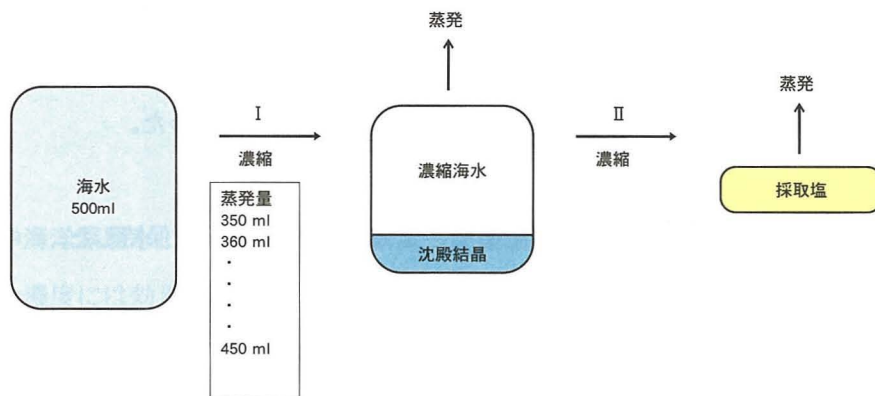 蒸発
蒸発
Ⅰ
Ⅱ
た。
濃縮
濃縮
海水
500ml
濃縮海水
採取塩
蒸発量
350 ml
360 ml
・
・
・
・
450 ml
沈殿結晶